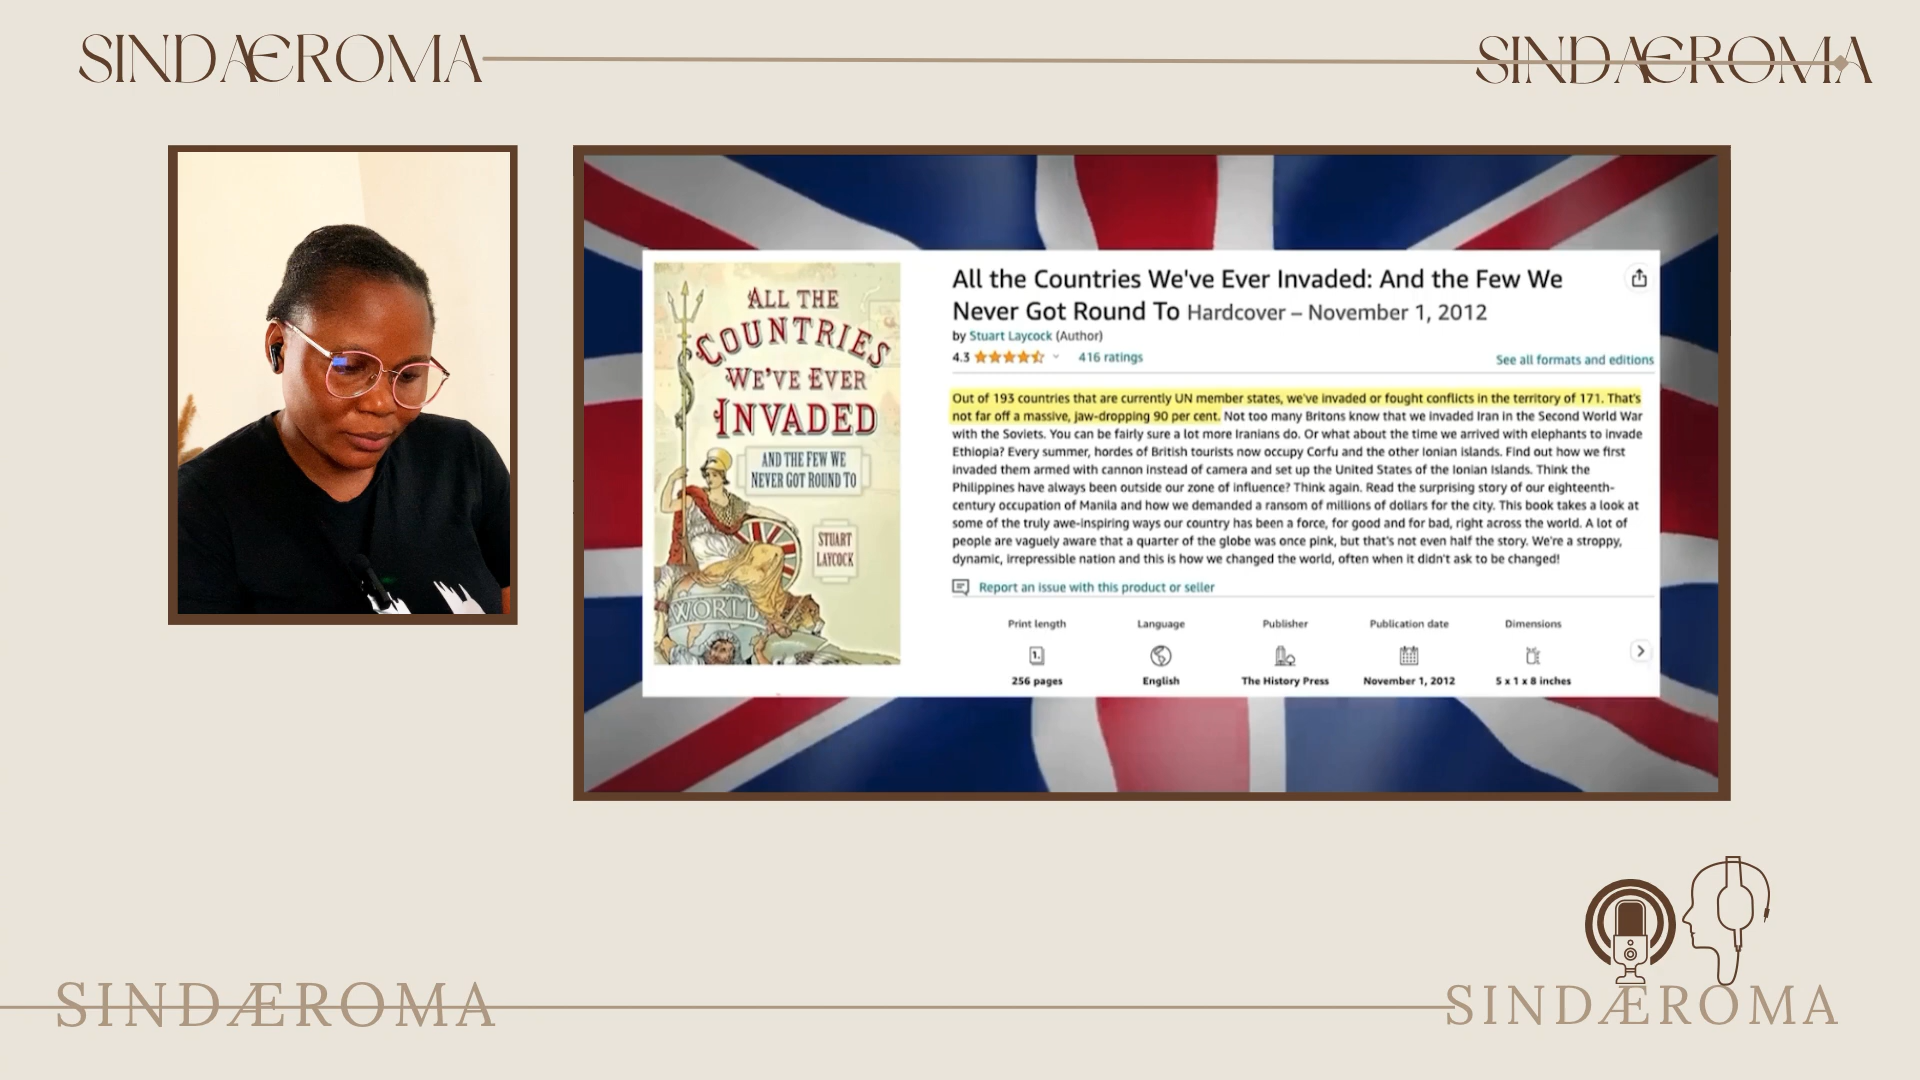 SINDÆROMA
SINDÆROMA
ALL THE
COUNTRIES
WE'VE EVER
INVADED
AND THE FEW WE
NEVER GOT ROUND TO
STUART
LAYCOCK
WORLD
All the Countries We've Ever Invaded: And the Few We
Never Got Round To Hardcover – November 1, 2012
by Stuart Laycock (Author)
4.3 416 ratings
See all formats and editions
Out of 193 countries that are currently UN member states, we've invaded or fought conflicts in the territory of 171. That's
not far off a massive, jaw-dropping 90 per cent. Not too many Britons know that we invaded Iran in the Second World War
with the Soviets. You can be fairly sure a lot more Iranians do. Or what about the time we arrived with elephants to invade
Ethiopia? Every summer, hordes of British tourists now occupy Corfu and the other Ionian islands. Find out how we first
invaded them armed with cannon instead of camera and set up the United States of the Ionian Islands. Think the
Philippines have always been outside our zone of influence? Think again. Read the surprising story of our eighteenth-
century occupation of Manila and how we demanded a ransom of millions of dollars for the city. This book takes a look at
some of the truly awe-inspiring ways our country has been a force, for good and for bad, right across the world. A lot of
people are vaguely aware that a quarter of the globe was once pink, but that's not even half the story. We're a stroppy,
dynamic, irrepressible nation and this is how we changed the world, often when it didn't ask to be changed!
Report an issue with this product or seller
Print length
1.
256 pages
Language
English
Publisher
The History Press
Publication date
November 1, 2012
Dimensions
5 x 1 x 8 inches
SINDÆROMA
SINDÆROMA